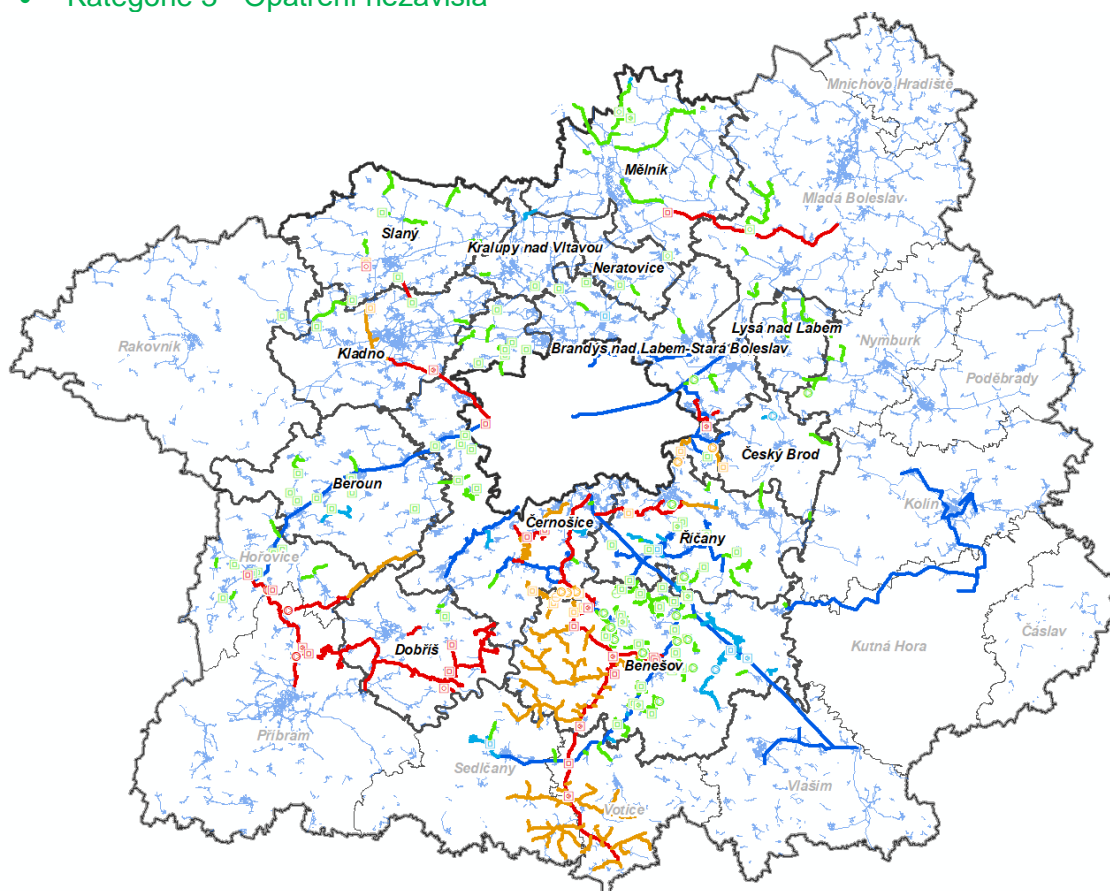 • Kategorie 3 - Opatření nezávislá
Mnichovo Hradiště
Mělník
Mladá Boleslav
Slaný
Kralupy nad Vltavou
Neratovice
Lysá nad Labem
Rakovník
Kladno
Brandýs nad Labem-Stará Boleslav
Nymburk
Poděbrady
Český Brod
Beroun
Kolín
Černošice
Říčany
Hořovice
Čáslav
Kutná Hora
Dobříš
Benešov
Příbram
Sedlčany
Vlašim
Votice